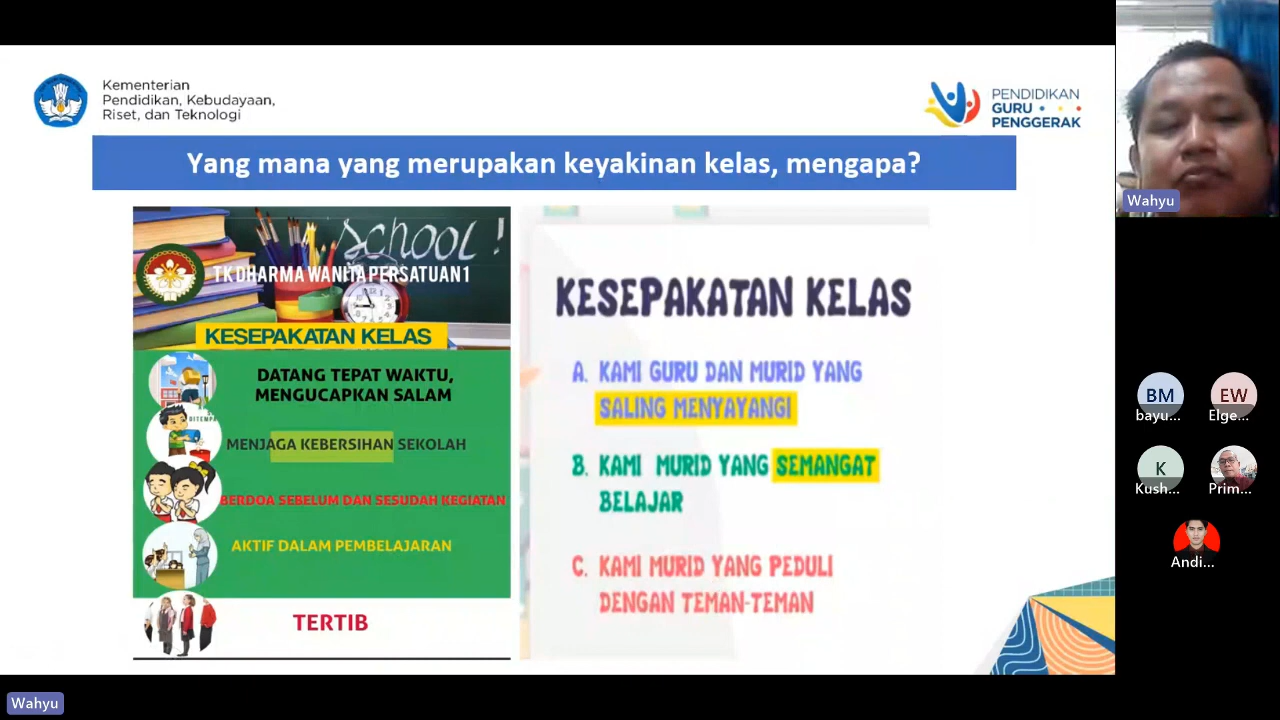 Kementerian
Pendidikan, Kebudayaan,
Riset, dan Teknologi
PENDIDIKAN
GURU
PENGGERAK
Yang mana yang merupakan keyakinan kelas, mengapa?
SCHOOL!
TK DHARMA WANITA PERSATUAN 1
KESEPAKATAN KELAS
DATANG TEPAT WAKTU,
MENGUCAPKAN SALAM
MENJAGA KEBERSIHAN SEKOLAH
BERDOA SEBELUM DAN SESUDAH KEGIATAN
AKTIF DALAM PEMBELAJARAN
TERTIB
KESEPAKATAN KELAS
A. KAMI GURU DAN MURID YANG
SALING MENYAYANGI
B. KAMI MURID YANG SEMANGAT
BELAJAR
C. KAMI MURID YANG PEDULI
DENGAN TEMAN-TEMAN
Wahyu
BM
bayu...
EW
Elge...
K
Kush...
Prim...
Andi...
Wahyu